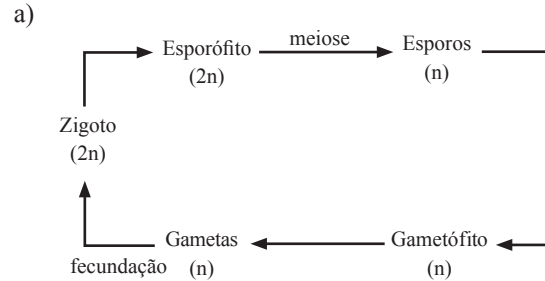 a)
Esporófito meiose Esporos
(2n) (n)
Zigoto
(2n)
Gametas Gametófito
fecundação (n) (n)